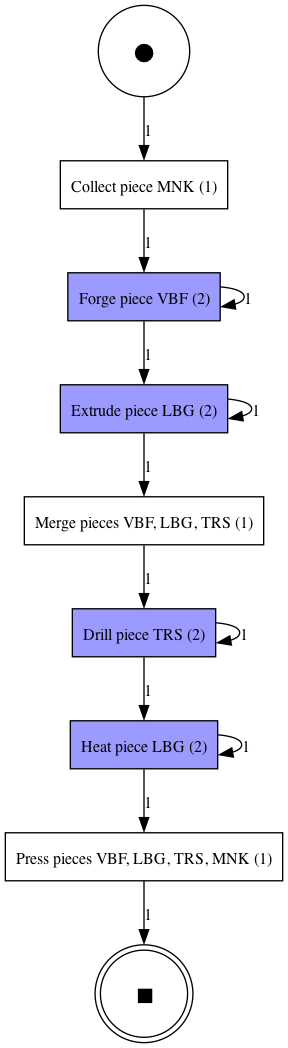 1
Collect piece MNK (1)
1
Forge piece VBF (2)
1
1
Extrude piece LBG (2)
1
1
Merge pieces VBF, LBG, TRS (1)
1
Drill piece TRS (2)
1
1
Heat piece LBG (2)
1
1
Press pieces VBF, LBG, TRS, MNK (1)
1